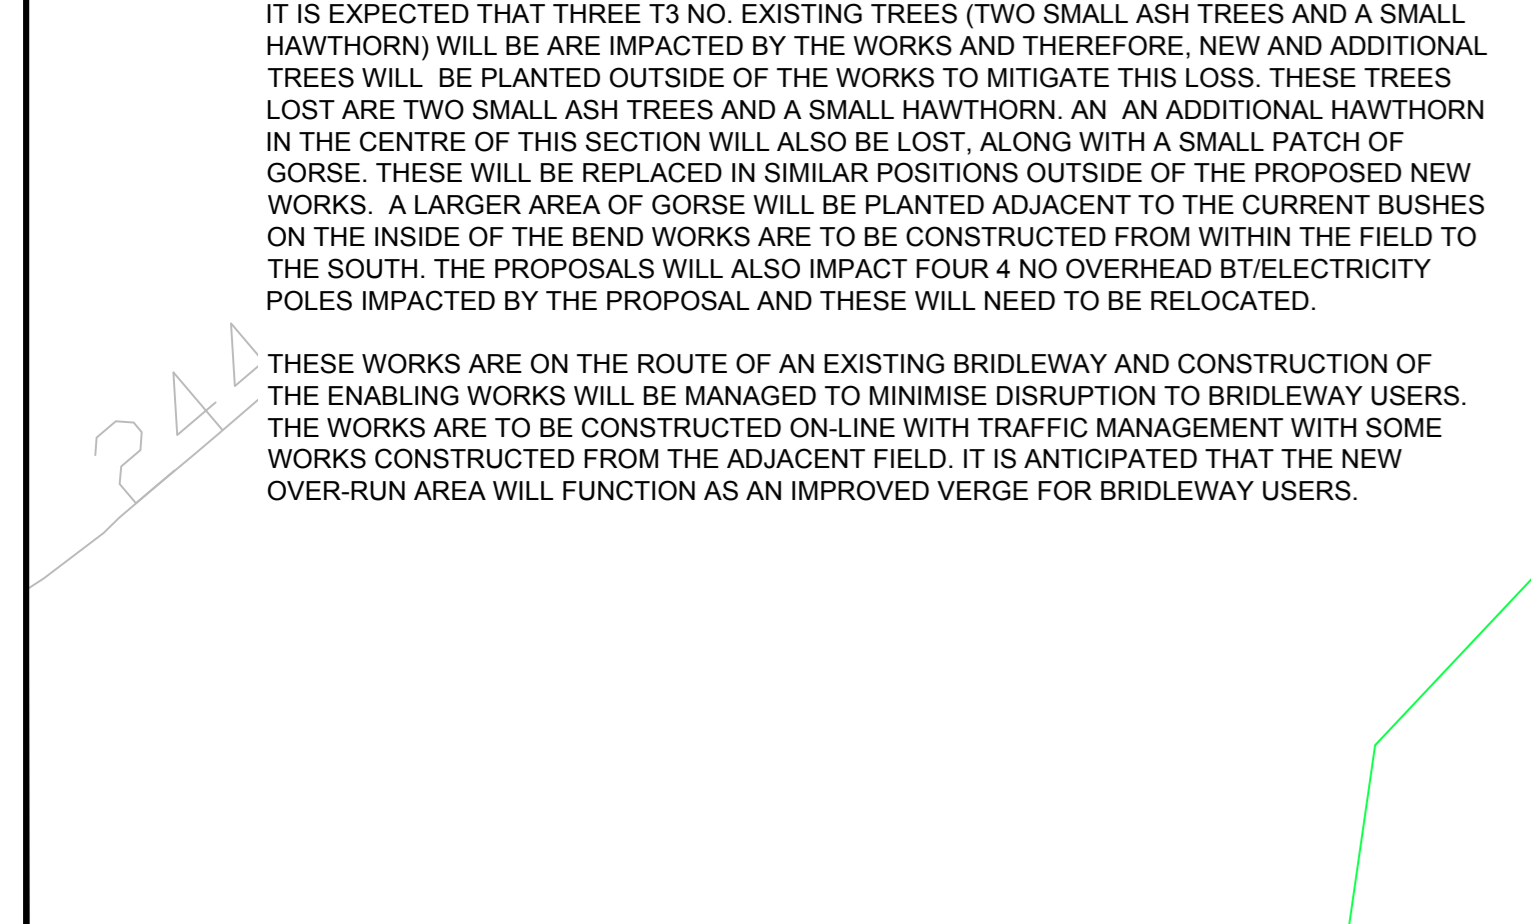 IT IS EXPECTED THAT THREE T3 NO. EXISTING TREES (TWO SMALL ASH TREES AND A SMALL
HAWTHORN) WILL BE ARE IMPACTED BY THE WORKS AND THEREFORE, NEW AND ADDITIONAL
TREES WILL  BE PLANTED OUTSIDE OF THE WORKS TO MITIGATE THIS LOSS. THESE TREES
LOST ARE TWO SMALL ASH TREES AND A SMALL HAWTHORN. AN  AN ADDITIONAL HAWTHORN
IN THE CENTRE OF THIS SECTION WILL ALSO BE LOST, ALONG WITH A SMALL PATCH OF
GORSE. THESE WILL BE REPLACED IN SIMILAR POSITIONS OUTSIDE OF THE PROPOSED NEW
WORKS.  A LARGER AREA OF GORSE WILL BE PLANTED ADJACENT TO THE CURRENT BUSHES
ON THE INSIDE OF THE BEND WORKS ARE TO BE CONSTRUCTED FROM WITHIN THE FIELD TO
THE SOUTH. THE PROPOSALS WILL ALSO IMPACT FOUR 4 NO OVERHEAD BT/ELECTRICITY
POLES IMPACTED BY THE PROPOSAL AND THESE WILL NEED TO BE RELOCATED.
THESE WORKS ARE ON THE ROUTE OF AN EXISTING BRIDLEWAY AND CONSTRUCTION OF
THE ENABLING WORKS WILL BE MANAGED TO MINIMISE DISRUPTION TO BRIDLEWAY USERS.
THE WORKS ARE TO BE CONSTRUCTED ON-LINE WITH TRAFFIC MANAGEMENT WITH SOME
WORKS CONSTRUCTED FROM THE ADJACENT FIELD. IT IS ANTICIPATED THAT THE NEW
OVER-RUN AREA WILL FUNCTION AS AN IMPROVED VERGE FOR BRIDLEWAY USERS.
244